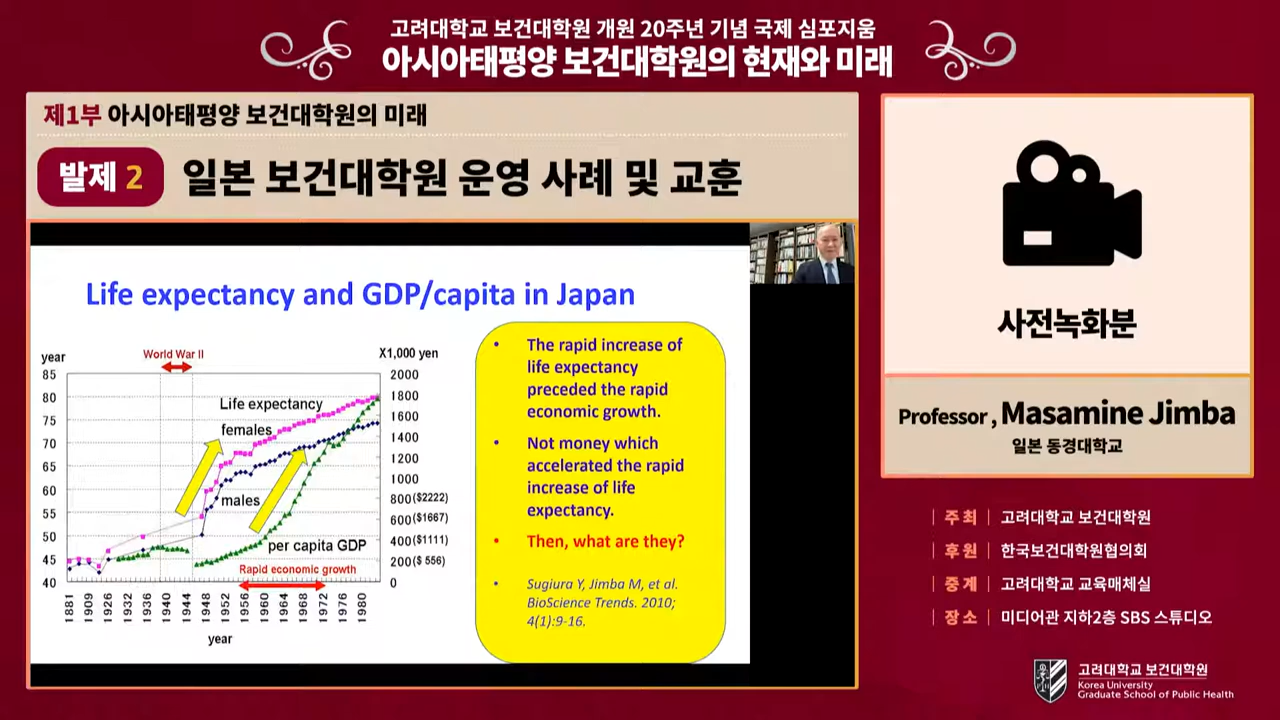 고려대학교 보건대학원 개원 20주년 기념 국제 심포지움
아시아태평양 보건대학원의 현재와 미래
제1부 아시아태평양 보건대학원의 미래
발제 2 일본 보건대학원 운영 사례 및 교훈
Life expectancy and GDP/capita in Japan
year
World War II
X1,000 yen
85
80
75
70
65
60
55
50
45
40
Life expectancy
females
males
per capita GDP
Rapid economic growth
2000
1800
1600
1400
1200
1000
800 ($2222)
600 ($1667)
400 ($1111)
200 ($ 556)
0
1881
1909
1926
1932
1936
1940
1944
1948
1952
1956
1960
1964
1968
1972
1976
1980
year
• The rapid increase of
life expectancy
preceded the rapid
economic growth.
• Not money which
accelerated the rapid
increase of life
expectancy.
• Then, what are they?
• Sugiura Y, Jimba M, et al.
BioScience Trends. 2010;
4(1):9-16.
사전녹화분
Professor , Masamine Jimba
일본 동경대학교
| 주 최 | 고려대학교 보건대학원
| 후 원 | 한국보건대학원협의회
| 중 계 | 고려대학교 교육매체실
| 장 소 | 미디어관 지하2층 SBS 스튜디오
고려대학교 보건대학원
Korea University
Graduate School of Public Health